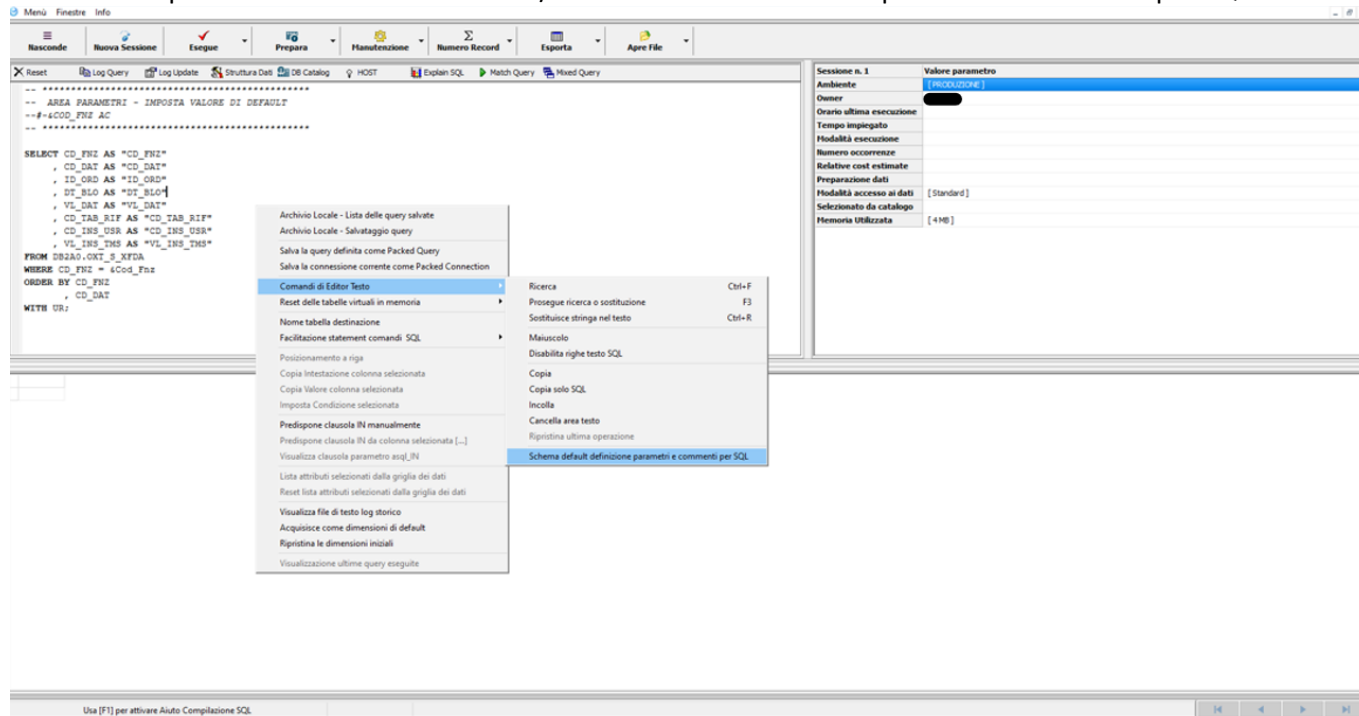 Menù Finestre Info
Nasconde Nuova Sessione Esegue Prepara Manutenzione Numero Record Esporta Apre File
Reset Log Query Log Update Struttura Dati DB Catalog HOST Explain SQL Match Query Mixed Query
-- ***********************************************
-- AREA PARAMETRI - IMPOSTA VALORE DI DEFAULT
--#-&COD_FNZ AC
-- ***********************************************
SELECT CD_FNZ AS "CD_FNZ"
, CD_DAT AS "CD_DAT"
, ID_ORD AS "ID_ORD"
, DT_BLO AS "DT_BLO"
, VL_DAT AS "VL_DAT"
, CD_TAB_RIF AS "CD_TAB_RIF"
, CD_INS_USR AS "CD_INS_USR"
, VL_INS_TMS AS "VL_INS_TMS"
FROM DB2A0.OXT_S_XFDA
WHERE CD_FNZ = &Cod_Fnz
ORDER BY CD_FNZ
, CD_DAT
WITH UR;
Archivio Locale - Lista delle query salvate
Archivio Locale - Salvataggio query
Salva la query definita come Packed Query
Salva la connessione corrente come Packed Connection
Comandi di Editor Testo
Reset delle tabelle virtuali in memoria
Nome tabella destinazione
Facilitazione statement comandi SQL
Posizionamento a riga
Copia Intestazione colonna selezionata
Copia Valore colonna selezionata
Imposta Condizione selezionata
Predispone clausola IN manualmente
Predispone clausola IN da colonna selezionata [...]
Visualizza clausola parametro asql_IN
Lista attributi selezionati dalla griglia dei dati
Reset lista attributi selezionati dalla griglia dei dati
Visualizza file di testo log storico
Acquisisce come dimensioni di default
Ripristina le dimensioni iniziali
Visualizzazione ultime query eseguite
Ricerca Ctrl+F
Prosegue ricerca o sostituzione F3
Sostituisce stringa nel testo Ctrl+R
Maiuscolo
Disabilita righe testo SQL
Copia
Copia solo SQL
Incolla
Cancella area testo
Ripristina ultima operazione
Schema default definizione parametri e commenti per SQL
Sessione n. 1 Valore parametro
Ambiente [PRODUZIONE]
Owner
Orario ultima esecuzione
Tempo impiegato
Modalità esecuzione
Numero occorrenze
Relative cost estimate
Preparazione dati
Modalità accesso ai dati [Standard]
Selezionato da catalogo
Memoria Utilizzata [4 MB]
Usa [F1] per attivare Aiuto Compilazione SQL